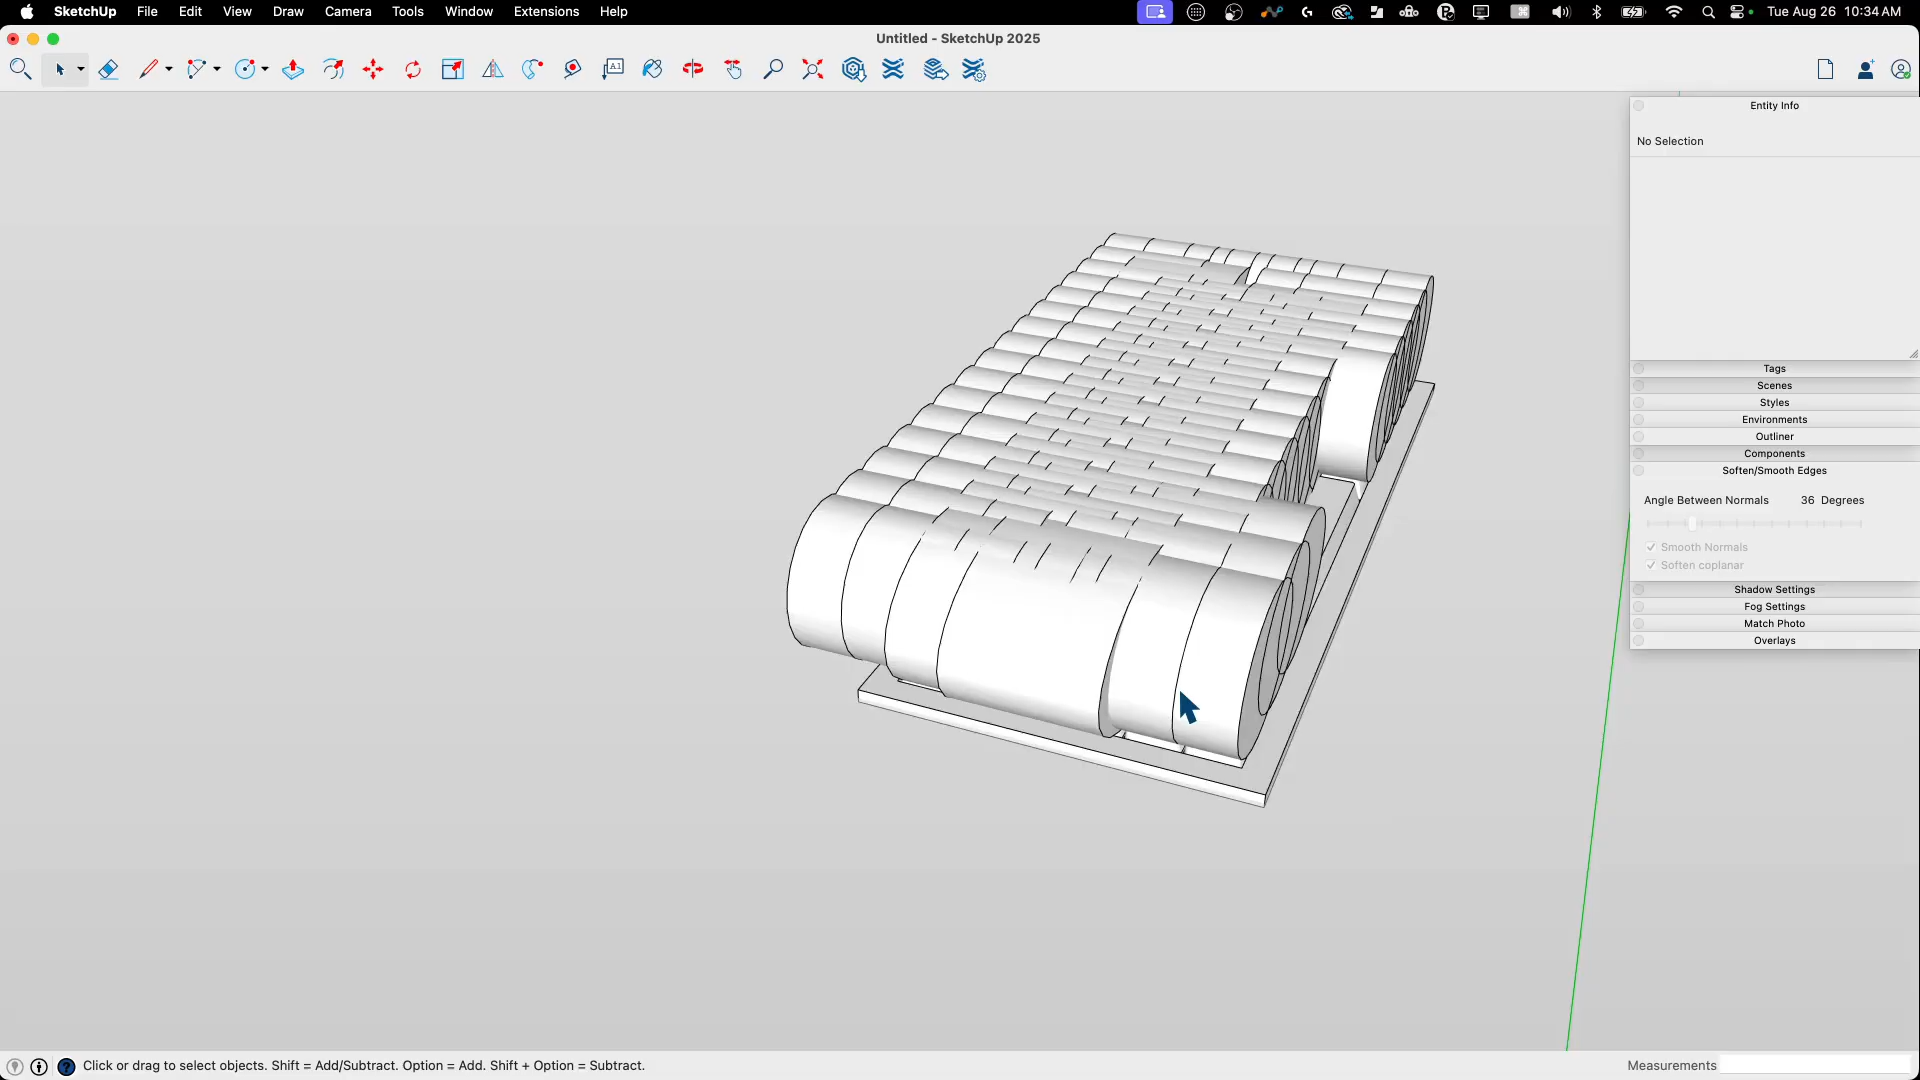 SketchUp File Edit View Draw Camera Tools Window Extensions Help Tue Aug 26 10:34 AM
Untitled - SketchUp 2025
A1
Entity Info
No Selection
Tags
Scenes
Styles
Environments
Outliner
Components
Soften/Smooth Edges
Angle Between Normals 36 Degrees
Smooth Normals
Soften coplanar
Shadow Settings
Fog Settings
Match Photo
Overlays
Click or drag to select objects. Shift = Add/Subtract. Option = Add. Shift + Option = Subtract. Measurements